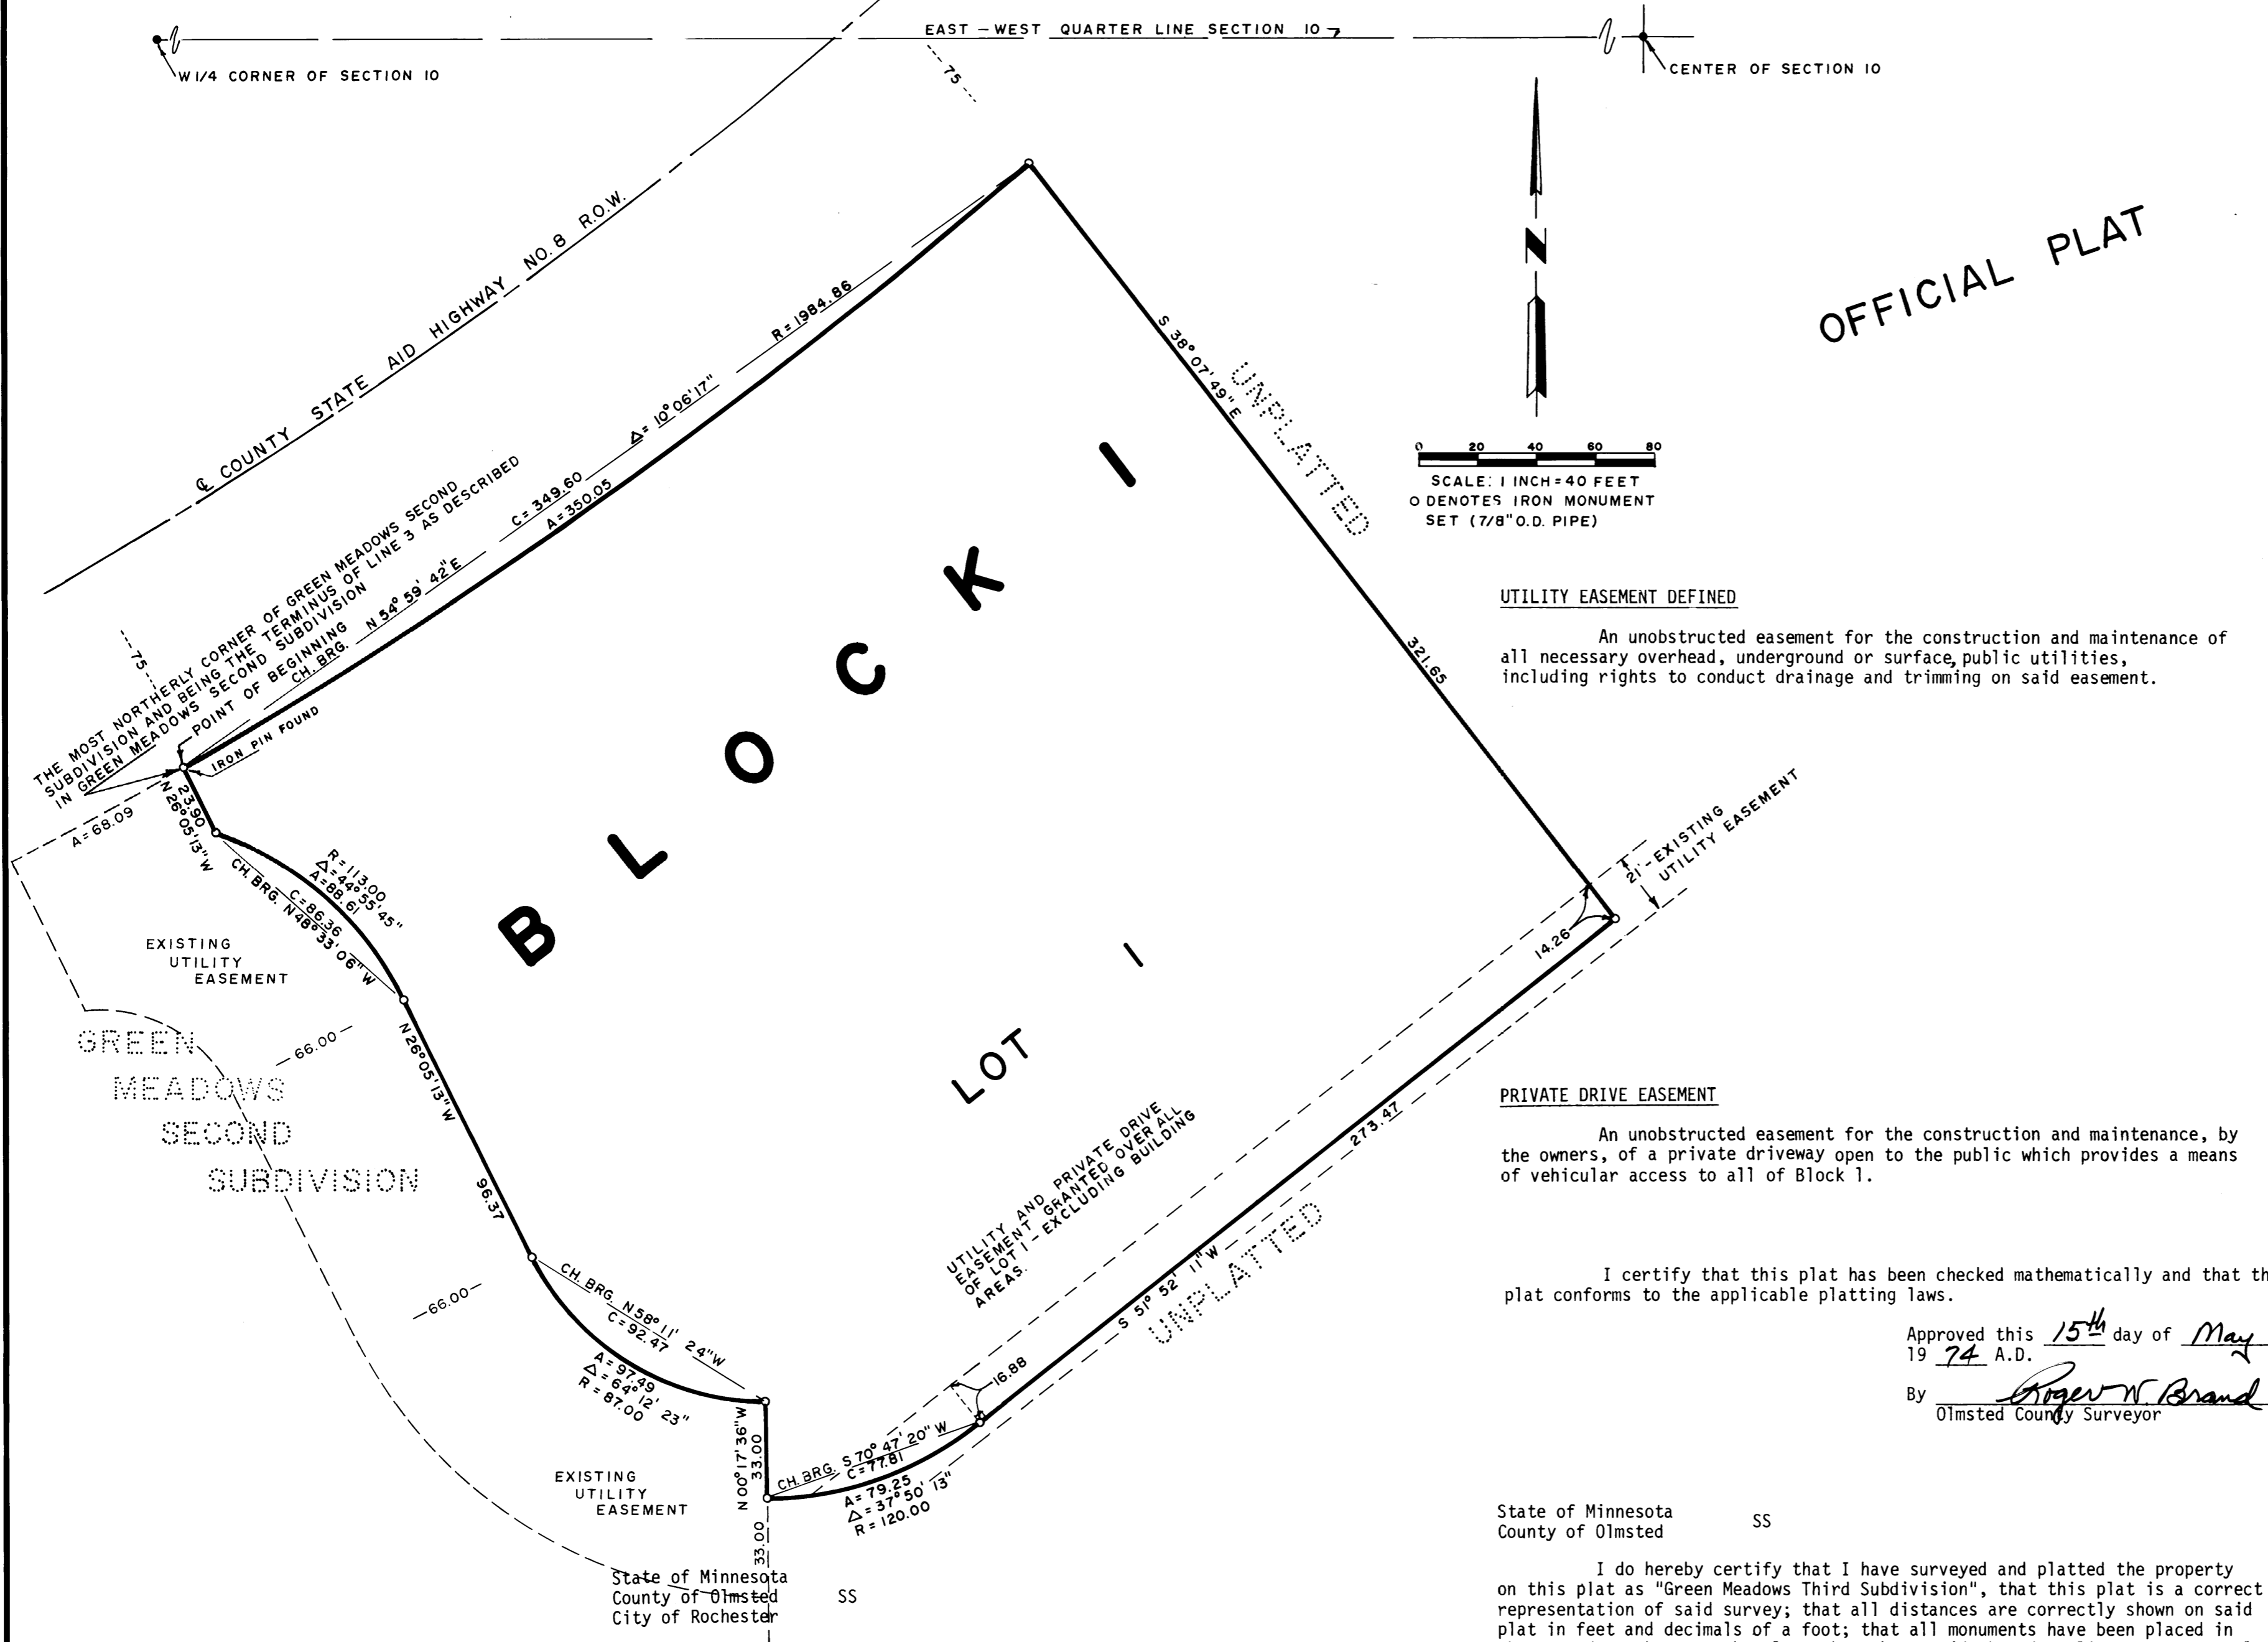 EAST - WEST QUARTER LINE SECTION 10
W 1/4 CORNER OF SECTION 10
CENTER OF SECTION 10
75
N
OFFICIAL PLAT
℄ COUNTY STATE AID HIGHWAY NO. 8 R.O.W.
R = 1984.86
Δ = 10° 06' 17"
C = 349.60
A = 350.05
CH. BRG. N 54° 59' 42" E
S 38° 07' 49" E
321.65
UNPLATTED
0 20 40 60 80
SCALE: 1 INCH = 40 FEET
O DENOTES IRON MONUMENT
SET (7/8" O.D. PIPE)
THE MOST NORTHERLY CORNER OF GREEN MEADOWS SECOND
SUBDIVISION AND BEING THE TERMINUS OF LINE 3 AS DESCRIBED
IN GREEN MEADOWS SECOND SUBDIVISION
POINT OF BEGINNING
IRON PIN FOUND
75
A = 68.09
23.90
N 26° 05' 13" W
R = 113.00
Δ = 44° 55' 45"
A = 88.61
C = 86.36
CH. BRG. N 48° 33' 06" W
EXISTING
UTILITY
EASEMENT
BLOCK 1
LOT 1
GREEN
MEADOWS
SECOND
SUBDIVISION
66.00
N 26° 05' 13" W
96.37
66.00
CH. BRG. N 58° 11' 24" W
C = 92.47
A = 97.49
Δ = 64° 12' 23"
R = 87.00
N 00° 17' 36" W
33.00
33.00
EXISTING
UTILITY
EASEMENT
CH. BRG. S 70° 47' 20" W
C = 77.81
A = 79.25
Δ = 37° 50' 13"
R = 120.00
16.88
UTILITY AND PRIVATE DRIVE
EASEMENT GRANTED OVER ALL
OF LOT 1 - EXCLUDING BUILDING
AREAS.
273.47
S 51° 52' 11" W
UNPLATTED
14.26
21' - EXISTING
UTILITY EASEMENT
UTILITY EASEMENT DEFINED
An unobstructed easement for the construction and maintenance of
all necessary overhead, underground or surface, public utilities,
including rights to conduct drainage and trimming on said easement.
PRIVATE DRIVE EASEMENT
An unobstructed easement for the construction and maintenance, by
the owners, of a private driveway open to the public which provides a means
of vehicular access to all of Block 1.
I certify that this plat has been checked mathematically and that th
plat conforms to the applicable platting laws.
Approved this 15th day of May
19 74 A.D.
By Roger W. Brand
Olmsted County Surveyor
State of Minnesota
County of Olmsted SS
I do hereby certify that I have surveyed and platted the property
on this plat as "Green Meadows Third Subdivision", that this plat is a correct
representation of said survey; that all distances are correctly shown on said
plat in feet and decimals of a foot; that all monuments have been placed in
State of Minnesota
County of Olmsted SS
City of Rochester